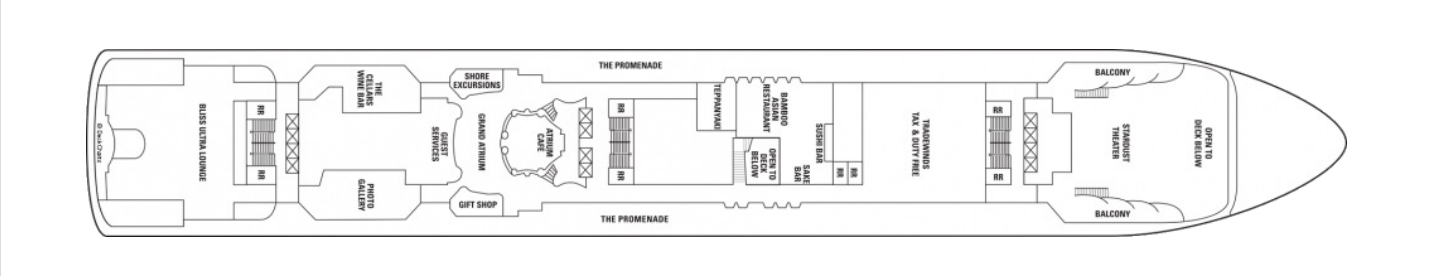 © DeckChartz
BLISS ULTRA LOUNGE
RR
RR
THE
CELLARS
WINE BAR
PHOTO
GALLERY
GUEST
SERVICES
SHORE
EXCURSIONS
GRAND ATRIUM
GIFT SHOP
ATRIUM
CAFE
THE PROMENADE
THE PROMENADE
RR
RR
TEPPANYAKI
BAMBOO
ASIAN
RESTAURANT
OPEN TO
DECK
BELOW
SUSHI BAR
SAKE
BAR
RR
RR
TRADEWINDS
TAX & DUTY FREE
RR
RR
BALCONY
STARDUST
THEATER
BALCONY
OPEN TO
DECK BELOW